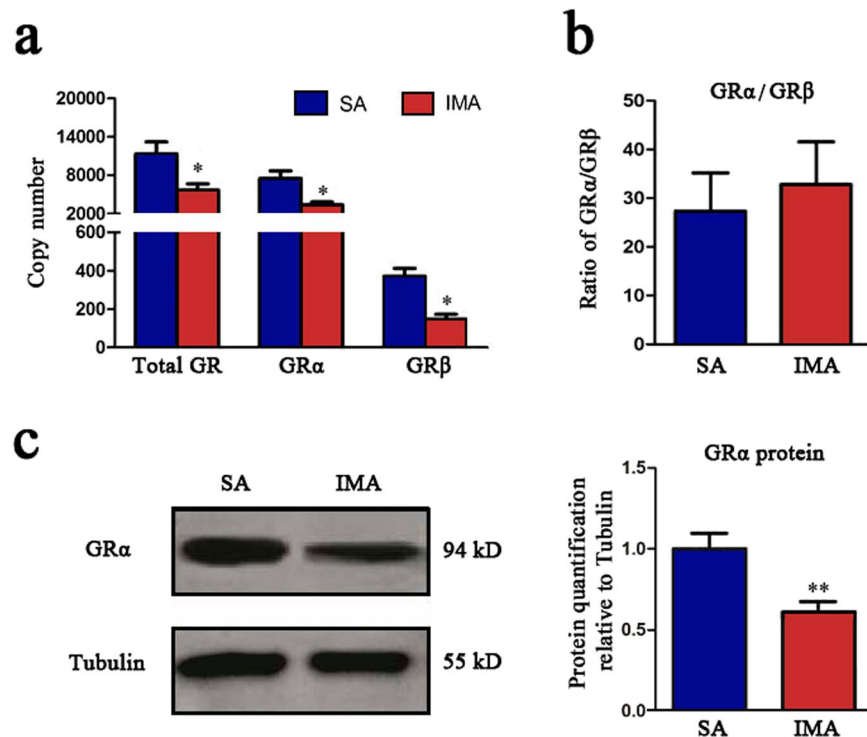 a
20000
14000
8000
2000
600
400
200
0
Copy number
SA IMA
*
*
*
Total GR GRα GRβ
b
GRα / GRβ
50
40
30
20
10
0
Ratio of GRα/GRβ
SA IMA
c
SA IMA
GRα 94 kD
Tubulin 55 kD
GRα protein
1.5
1.0
0.5
0.0
Protein quantification
relative to Tubulin
**
SA IMA